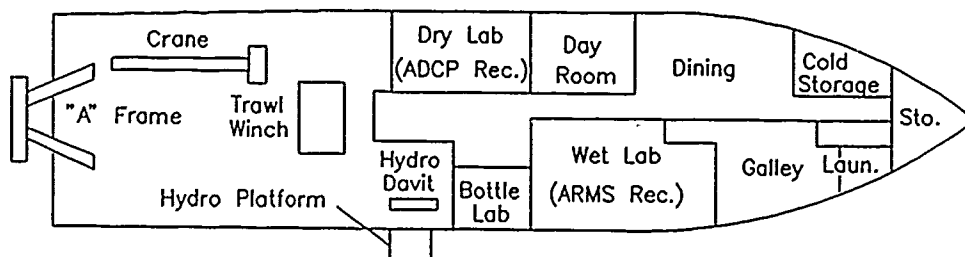 Crane
"A" Frame
Trawl
Winch
Dry Lab
(ADCP Rec.)
Day
Room
Dining
Cold
Storage
Sto.
Hydro
Davit
Hydro Platform
Bottle
Lab
Wet Lab
(ARMS Rec.)
Galley
Laun.